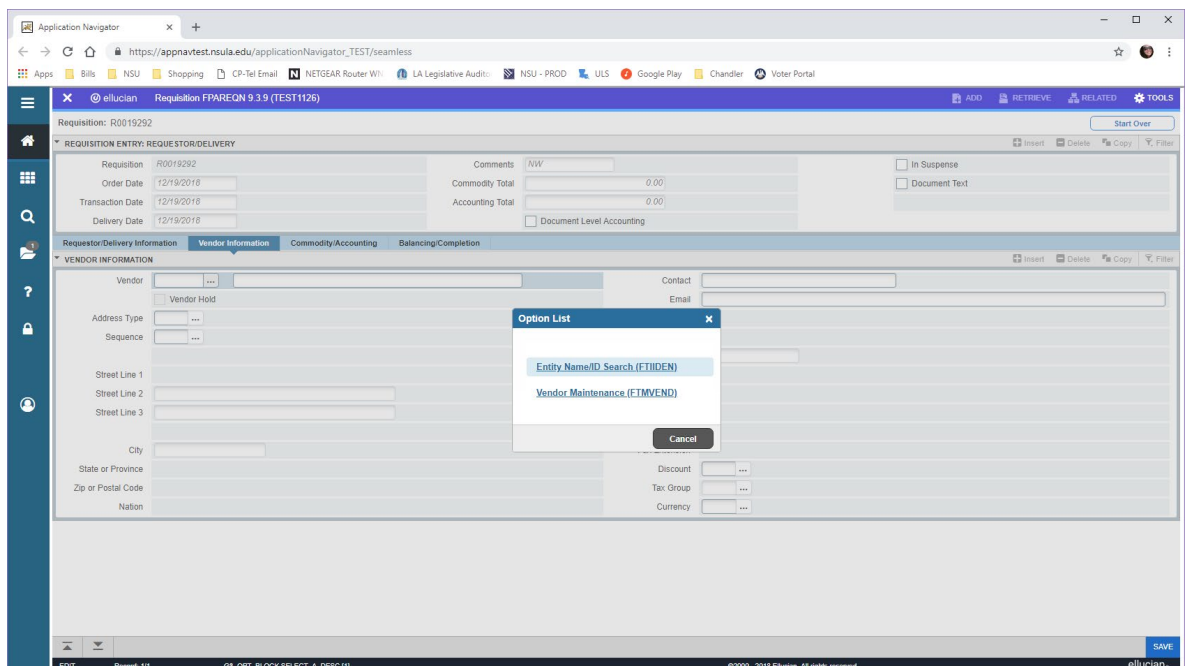 Application Navigator
https://appnavtest.nsula.edu/applicationNavigator_TEST/seamless
Apps Bills NSU Shopping CP-Tel Email NETGEAR Router WN LA Legislative Audito NSU - PROD ULS Google Play Chandler Voter Portal
ellucian Requisition FPAREQN 9.3.9 (TEST1126) ADD RETRIEVE RELATED TOOLS
Requisition: R0019292 Start Over
REQUISITION ENTRY: REQUESTOR/DELIVERY Insert Delete Copy Filter
Requisition R0019292 Comments NW In Suspense
Order Date 12/19/2018 Commodity Total 0.00 Document Text
Transaction Date 12/19/2018 Accounting Total 0.00
Delivery Date 12/19/2018 Document Level Accounting
1
Requestor/Delivery Information Vendor Information Commodity/Accounting Balancing/Completion
VENDOR INFORMATION Insert Delete Copy Filter
Vendor ... Contact
Vendor Hold Email
Address Type ... Option List
Sequence ...
Entity Name/ID Search (FTIIDEN)
Street Line 1
Street Line 2 Vendor Maintenance (FTMVEND)
Street Line 3
Cancel
City
State or Province Discount ...
Zip or Postal Code Tax Group ...
Nation Currency ...
SAVE
EDIT Record: 1/1 ellucian